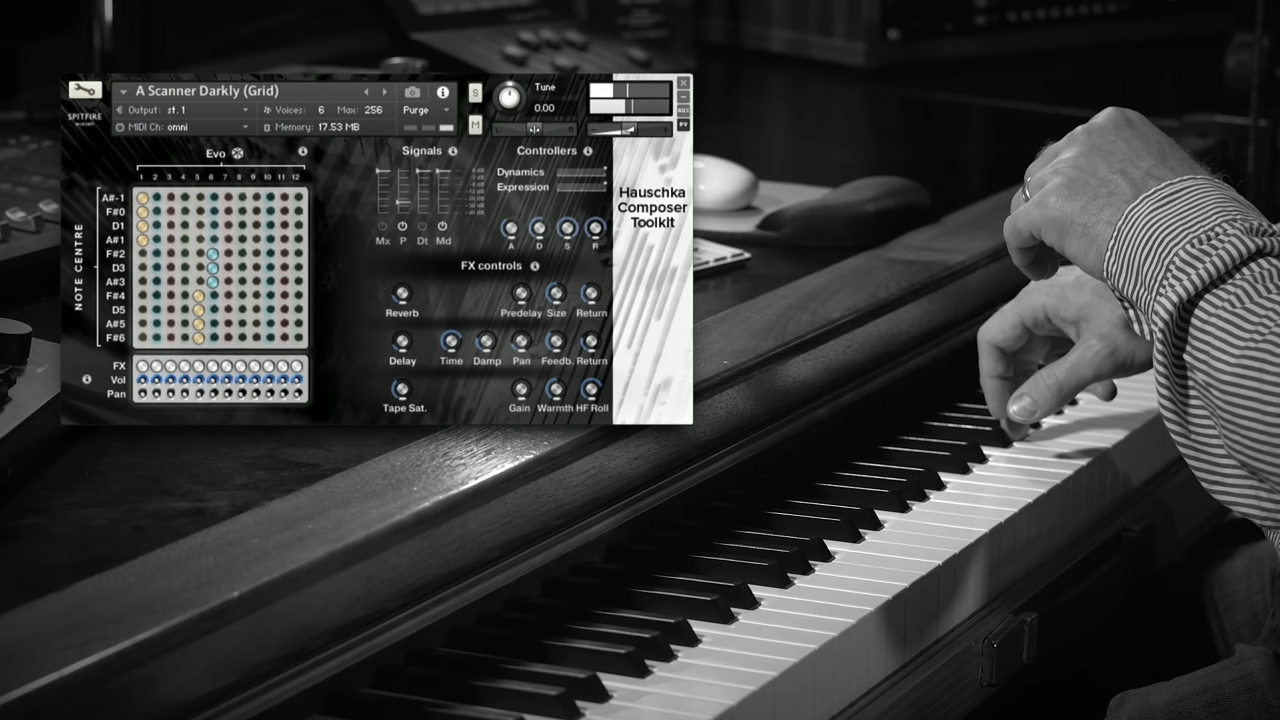 A Scanner Darkly (Grid)
Output: st.1
Voices: 6 Max: 256
Purge
MIDI Ch: omni
Memory: 17.53 MB
S
M
Tune
0.00
L R
AUX
PV
SPITFIRE
Evo
1 2 3 4 5 6 7 8 9 10 11 12
NOTE CENTRE
A#-1
F#0
D1
A#1
F#2
D3
A#3
F#4
D5
A#5
F#6
FX
Vol
Pan
Signals
Mx P Dt Md
Controllers
Dynamics
Expression
A D S R
FX controls
Reverb Predelay Size Return
Delay Time Damp Pan Feedb. Return
Tape Sat. Gain Warmth HF Roll
Hauschka
Composer
Toolkit